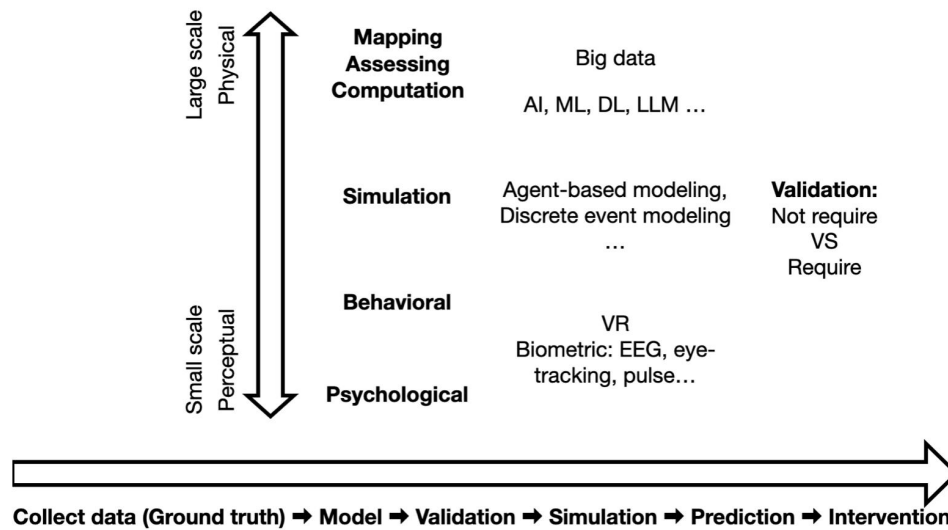 Large scale
Physical
Mapping
Assessing
Computation
Big data
AI, ML, DL, LLM ...
Simulation
Agent-based modeling,
Discrete event modeling
...
Validation:
Not require
VS
Require
Small scale
Perceptual
Behavioral
Psychological
VR
Biometric: EEG, eye-
tracking, pulse...
Collect data (Ground truth) → Model → Validation → Simulation → Prediction → Intervention